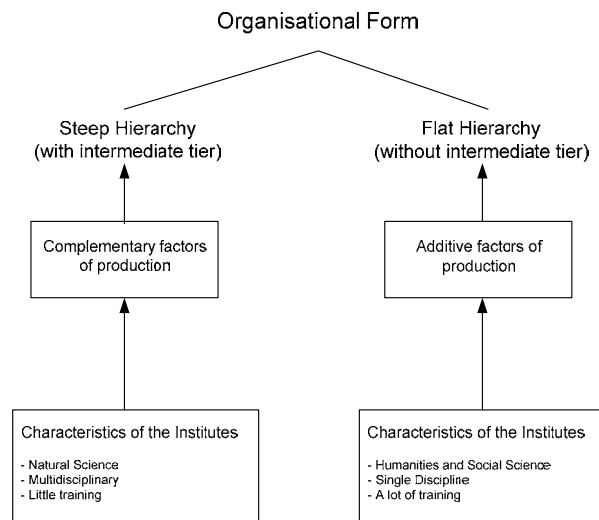 Organisational Form
Steep Hierarchy
(with intermediate tier)
Flat Hierarchy
(without intermediate tier)
Complementary factors
of production
Additive factors of
production
Characteristics of the Institutes
- Natural Science
- Multidisciplinary
- Little training
Characteristics of the Institutes
- Humanities and Social Science
- Single Discipline
- A lot of training